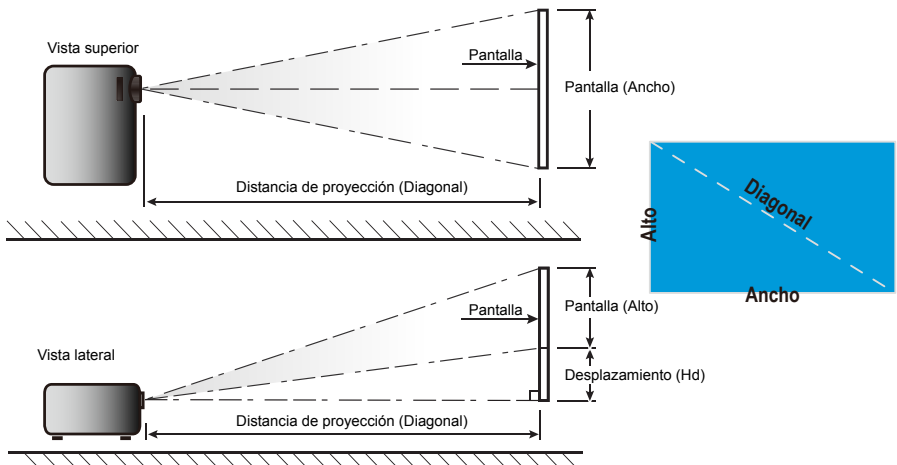 Vista superior
Pantalla
Pantalla (Ancho)
Distancia de proyección (Diagonal)
Alto
Diagonal
Ancho
Vista lateral
Pantalla
Pantalla (Alto)
Desplazamiento (Hd)
Distancia de proyección (Diagonal)